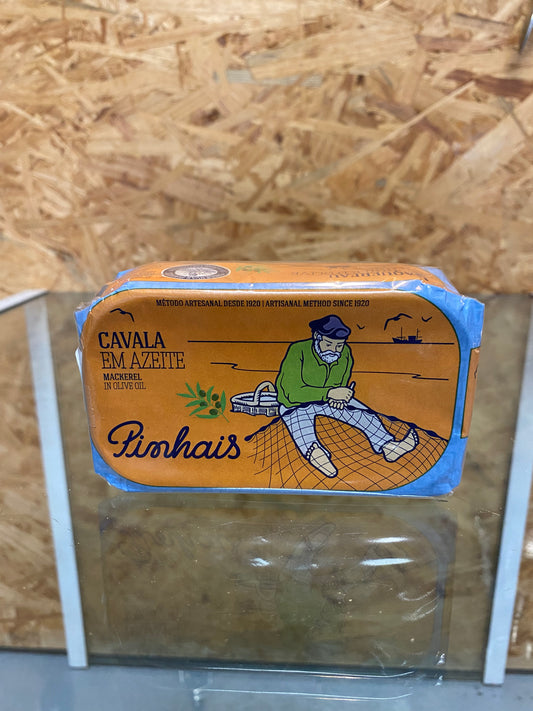 MÉTODO ARTESANAL DESDE 1920 | ARTISANAL METHOD SINCE 1920
CAVALA
EM AZEITE
MACKEREL
IN OLIVE OIL
Pinhais